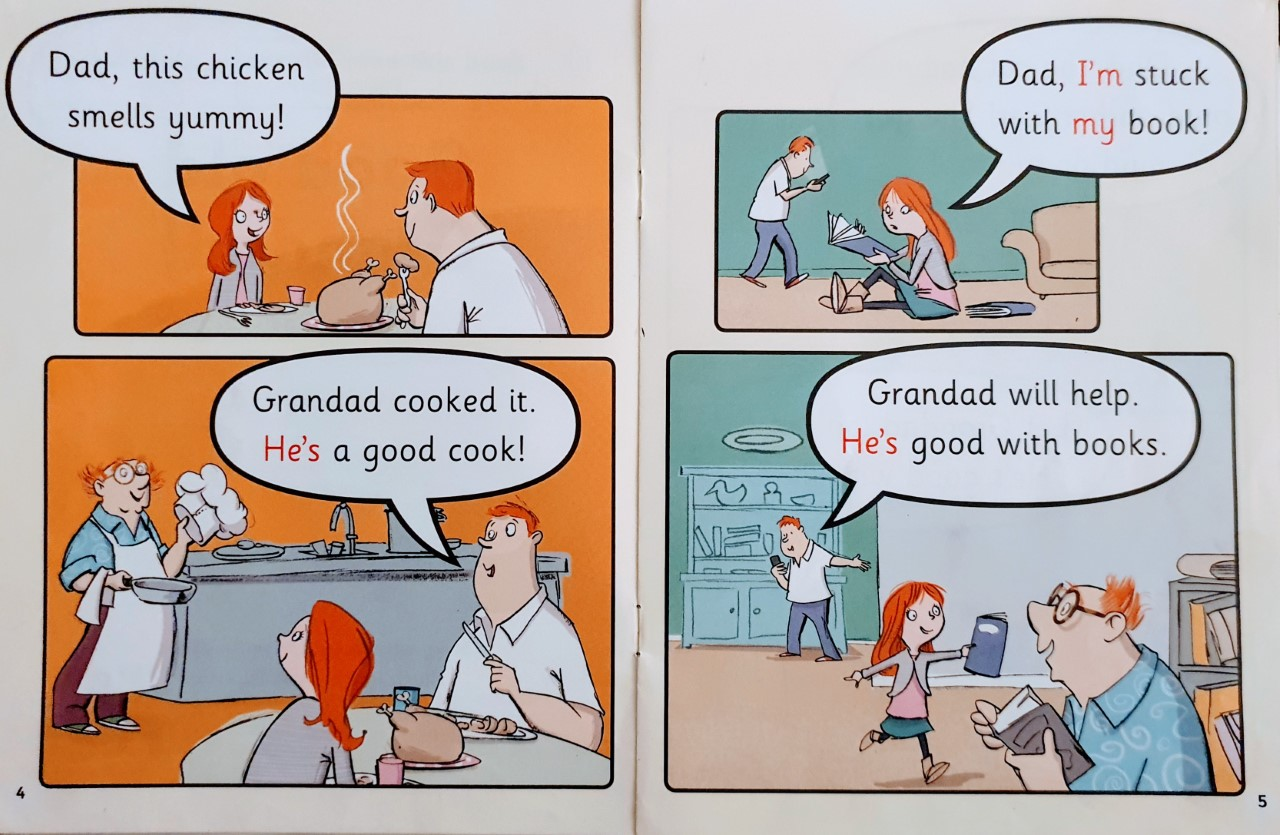 Dad, this chicken
smells yummy!
Grandad cooked it.
He's a good cook!
4
Dad, I'm stuck
with my book!
Grandad will help.
He's good with books.
5